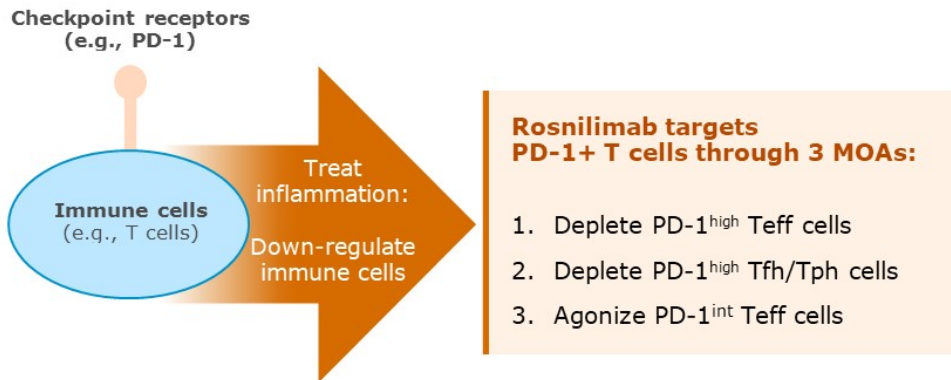 Checkpoint receptors
(e.g., PD-1)
Immune cells
(e.g., T cells)
Treat
inflammation:
Down-regulate
immune cells
Rosnilimab targets
PD-1+ T cells through 3 MOAs:
1. Deplete PD-1high Teff cells
2. Deplete PD-1high Tfh/Tph cells
3. Agonize PD-1int Teff cells